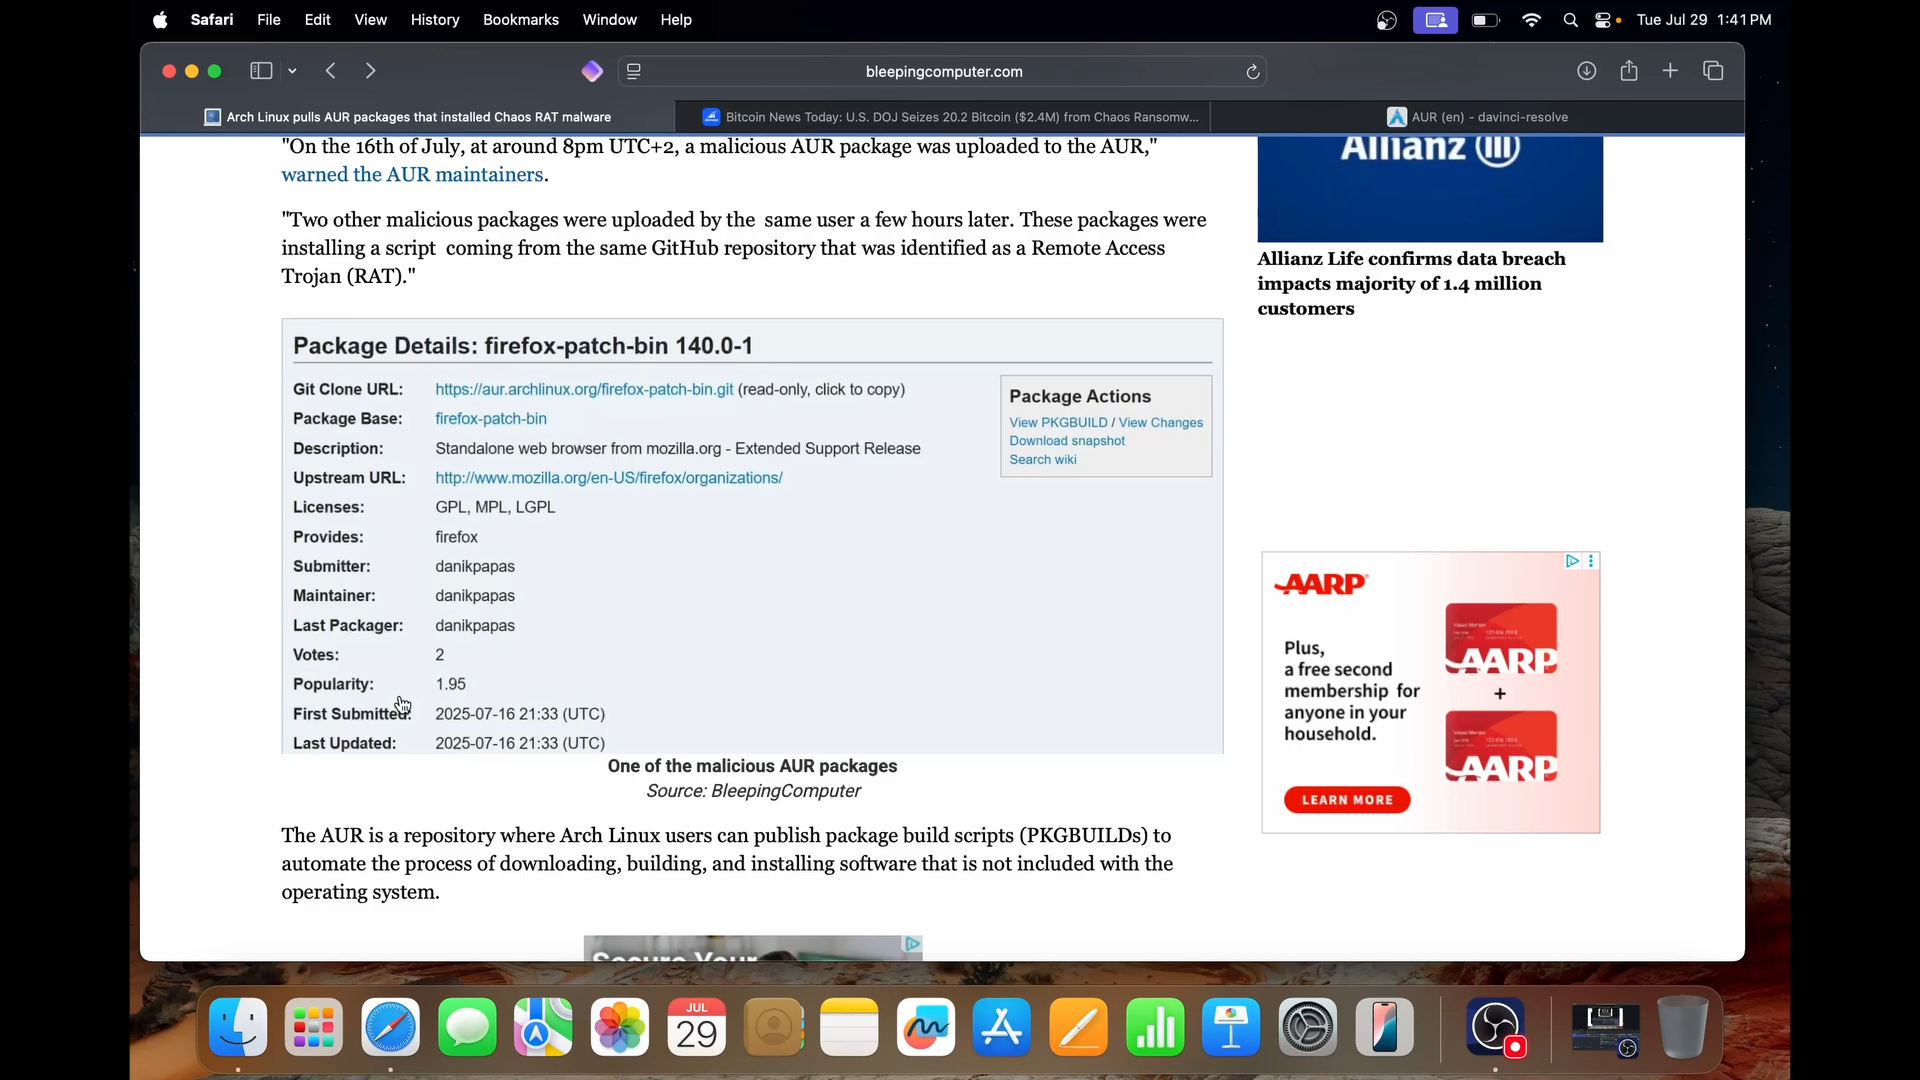 Safari File Edit View History Bookmarks Window Help
Tue Jul 29 1:41 PM
bleepingcomputer.com
Arch Linux pulls AUR packages that installed Chaos RAT malware
Bitcoin News Today: U.S. DOJ Seizes 20.2 Bitcoin ($2.4M) from Chaos Ransomw...
AUR (en) - davinci-resolve
"On the 16th of July, at around 8pm UTC+2, a malicious AUR package was uploaded to the AUR,"
warned the AUR maintainers.
"Two other malicious packages were uploaded by the same user a few hours later. These packages were
installing a script coming from the same GitHub repository that was identified as a Remote Access
Trojan (RAT)."
Package Details: firefox-patch-bin 140.0-1
Git Clone URL: https://aur.archlinux.org/firefox-patch-bin.git (read-only, click to copy)
Package Base: firefox-patch-bin
Description: Standalone web browser from mozilla.org - Extended Support Release
Upstream URL: http://www.mozilla.org/en-US/firefox/organizations/
Licenses: GPL, MPL, LGPL
Provides: firefox
Submitter: danikpapas
Maintainer: danikpapas
Last Packager: danikpapas
Votes: 2
Popularity: 1.95
First Submitted: 2025-07-16 21:33 (UTC)
Last Updated: 2025-07-16 21:33 (UTC)
Package Actions
View PKGBUILD / View Changes
Download snapshot
Search wiki
One of the malicious AUR packages
Source: BleepingComputer
The AUR is a repository where Arch Linux users can publish package build scripts (PKGBUILDs) to
automate the process of downloading, building, and installing software that is not included with the
operating system.
Secure Your
Allianz
Allianz Life confirms data breach
impacts majority of 1.4 million
customers
AARP
Plus,
a free second
membership for
anyone in your
household.
AARP
+
AARP
LEARN MORE
JUL
29